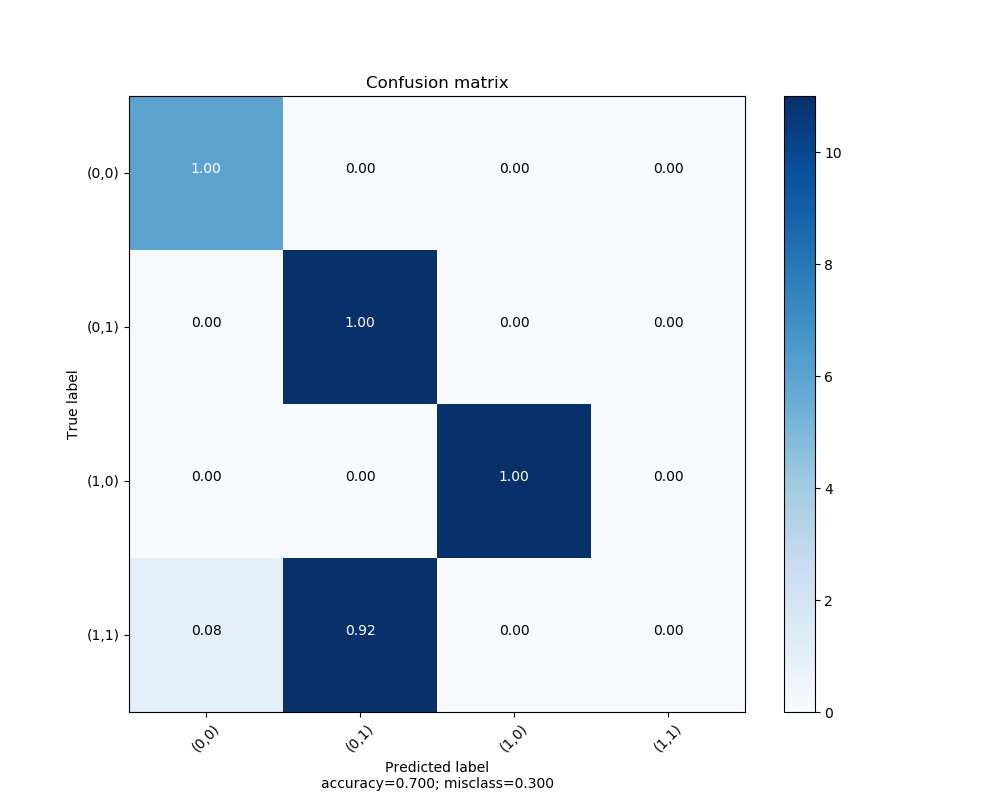 Confusion matrix
(0,0) 1.00 0.00 0.00 0.00
(0,1) 0.00 1.00 0.00 0.00
(1,0) 0.00 0.00 1.00 0.00
(1,1) 0.08 0.92 0.00 0.00
True label
(0,0) (0,1) (1,0) (1,1)
Predicted label
accuracy=0.700; misclass=0.300
10
8
6
4
2
0